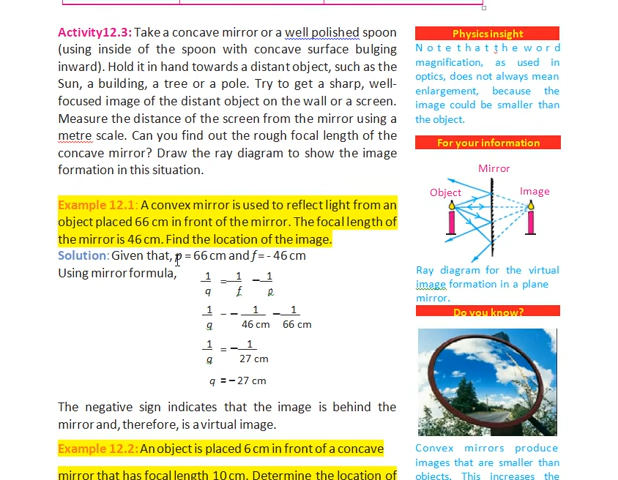 Activity12.3: Take a concave mirror or a well polished spoon
(using inside of the spoon with concave surface bulging
inward). Hold it in hand towards a distant object, such as the
Sun, a building, a tree or a pole. Try to get a sharp, well-
focused image of the distant object on the wall or a screen.
Measure the distance of the screen from the mirror using a
metre scale. Can you find out the rough focal length of the
concave mirror? Draw the ray diagram to show the image
formation in this situation.
Example 12.1: A convex mirror is used to reflect light from an
object placed 66 cm in front of the mirror. The focal length of
the mirror is 46 cm. Find the location of the image.
Solution: Given that, p = 66 cm and f = - 46 cm
Using mirror formula,
1/q = 1/f − 1/p
1/q = − 1/46 cm − 1/66 cm
1/q = − 1/27 cm
q = − 27 cm
The negative sign indicates that the image is behind the
mirror and, therefore, is a virtual image.
Example 12.2: An object is placed 6 cm in front of a concave
mirror that has focal length 10 cm. Determine the location of
Physics insight
Note that the word
magnification, as used in
optics, does not always mean
enlargement, because the
image could be smaller than
the object.
For your information
Mirror
Object
Image
Ray diagram for the virtual
image formation in a plane
mirror.
Do you know?
Convex mirrors produce
images that are smaller than
objects. This increases the